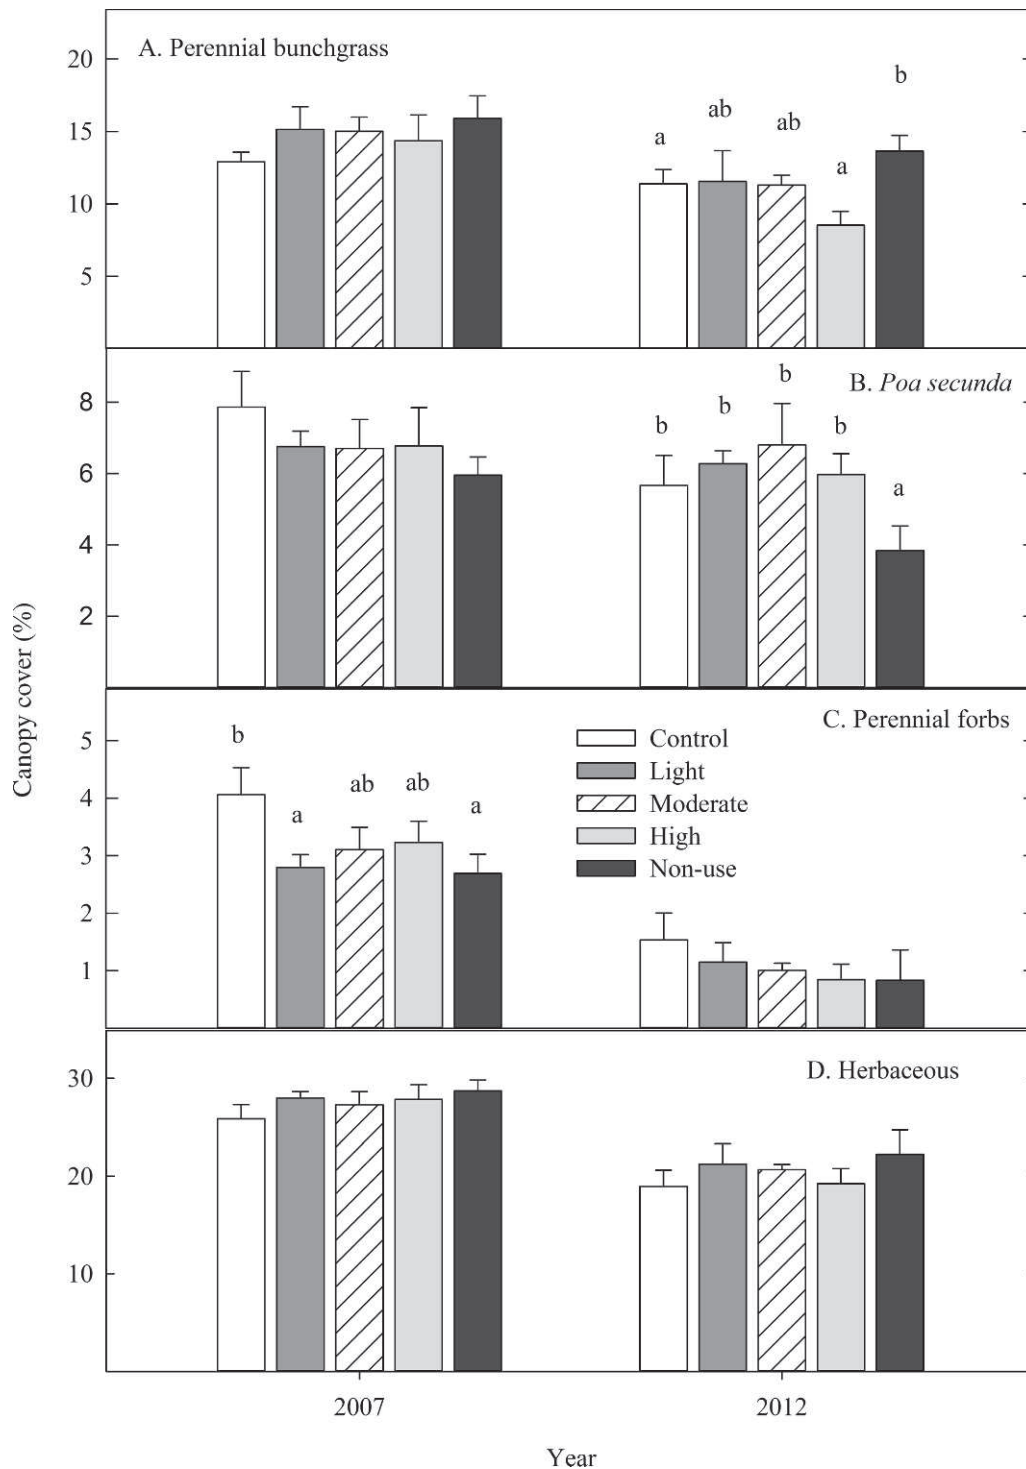 A. Perennial bunchgrass
20
15
10
5
a
ab
ab
a
b
B. Poa secunda
8
6
4
2
b
b
b
b
a
C. Perennial forbs
5
4
3
2
1
b
a
ab
ab
a
Control
Light
Moderate
High
Non-use
D. Herbaceous
30
20
10
Canopy cover (%)
2007 2012
Year